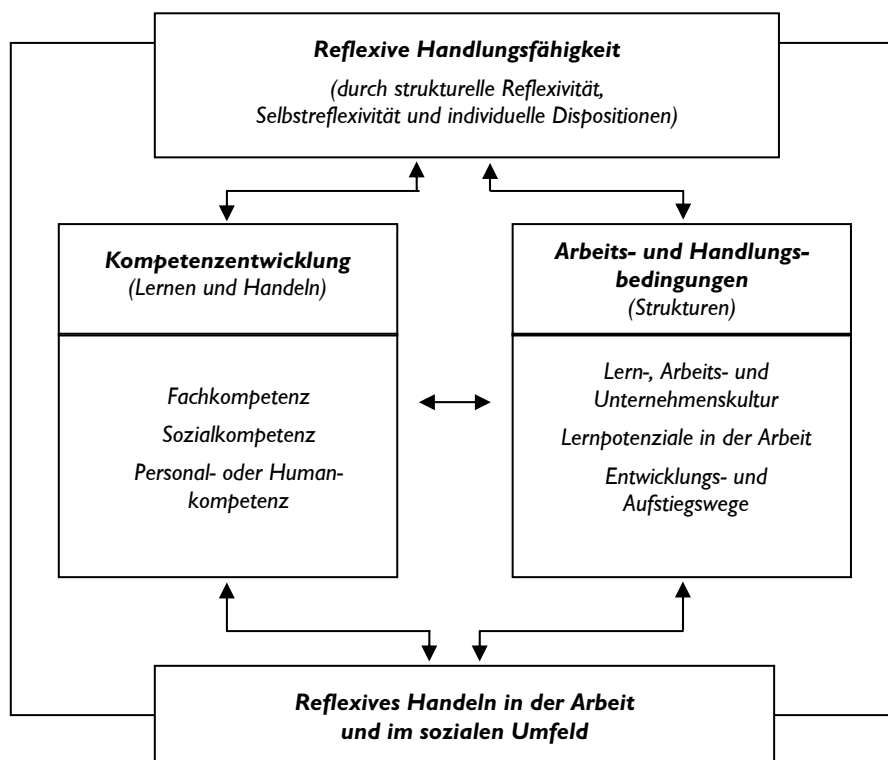 Reflexive Handlungsfähigkeit
(durch strukturelle Reflexivität,
Selbstreflexivität und individuelle Dispositionen)
Kompetenzentwicklung
(Lernen und Handeln)
Fachkompetenz
Sozialkompetenz
Personal- oder Human-
kompetenz
Arbeits- und Handlungs-
bedingungen
(Strukturen)
Lern-, Arbeits- und
Unternehmenskultur
Lernpotenziale in der Arbeit
Entwicklungs- und
Aufstiegswege
Reflexives Handeln in der Arbeit
und im sozialen Umfeld